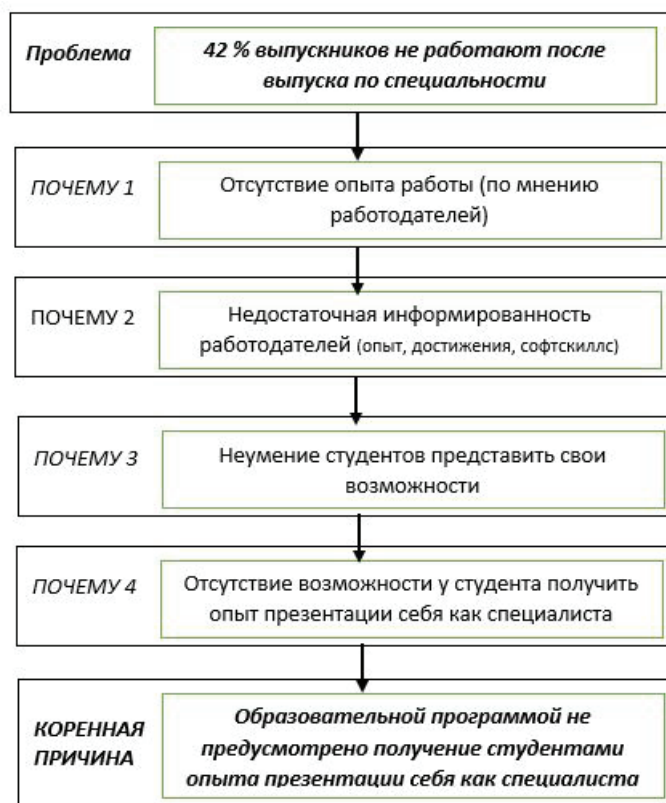 Проблема
42 % выпускников не работают после
выпуска по специальности
ПОЧЕМУ 1
Отсутствие опыта работы (по мнению
работодателей)
ПОЧЕМУ 2
Недостаточная информированность
работодателей (опыт, достижения, софтскиллс)
ПОЧЕМУ 3
Неумение студентов представить свои
возможности
ПОЧЕМУ 4
Отсутствие возможности у студента получить
опыт презентации себя как специалиста
КОРЕННАЯ
ПРИЧИНА
Образовательной программой не
предусмотрено получение студентами
опыта презентации себя как специалиста